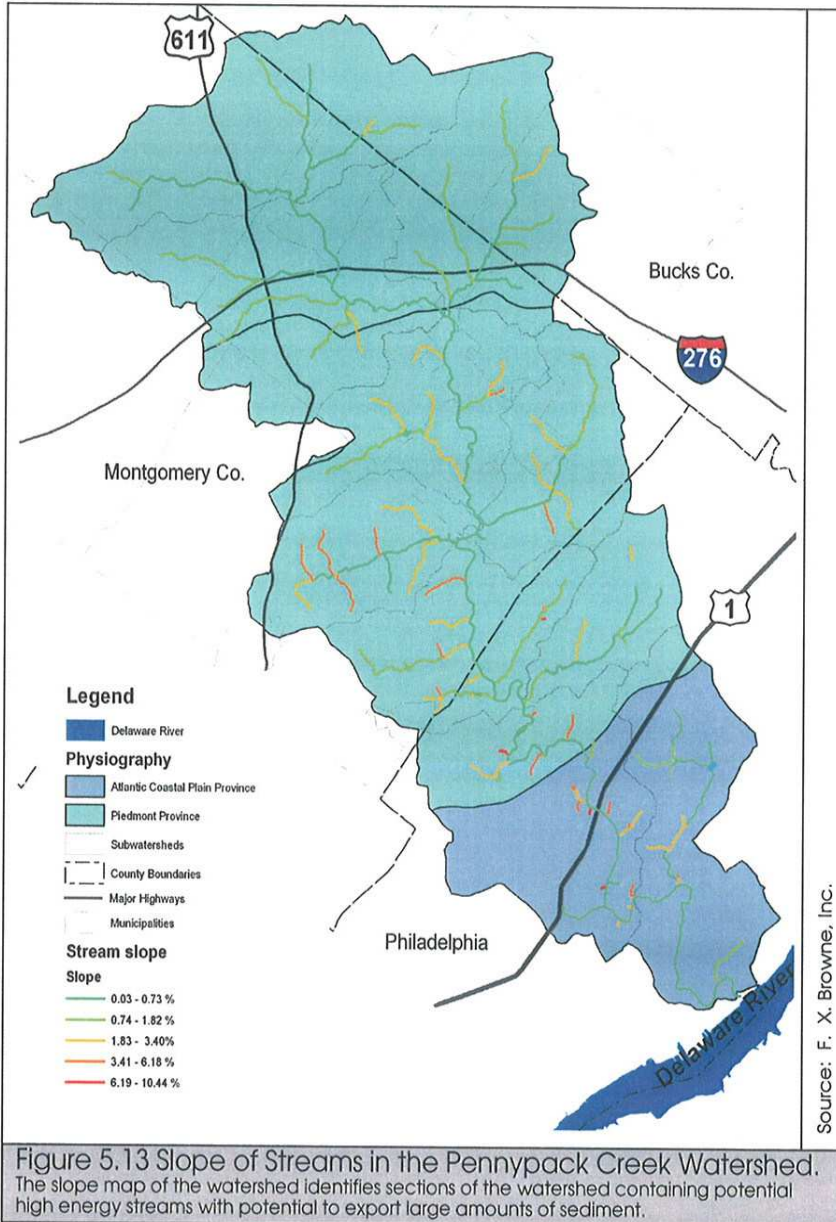 611
Bucks Co.
276
Montgomery Co.
1
Legend
Delaware River
Physiography
Atlantic Coastal Plain Province
Piedmont Province
Subwatersheds
County Boundaries
Major Highways
Municipalities
Stream slope
Slope
0.03 - 0.73 %
0.74 - 1.82 %
1.83 - 3.40%
3.41 - 6.18 %
6.19 - 10.44 %
Philadelphia
Delaware River
Source: F. X. Browne, Inc.
Figure 5.13 Slope of Streams in the Pennypack Creek Watershed.
The slope map of the watershed identifies sections of the watershed containing potential
high energy streams with potential to export large amounts of sediment.